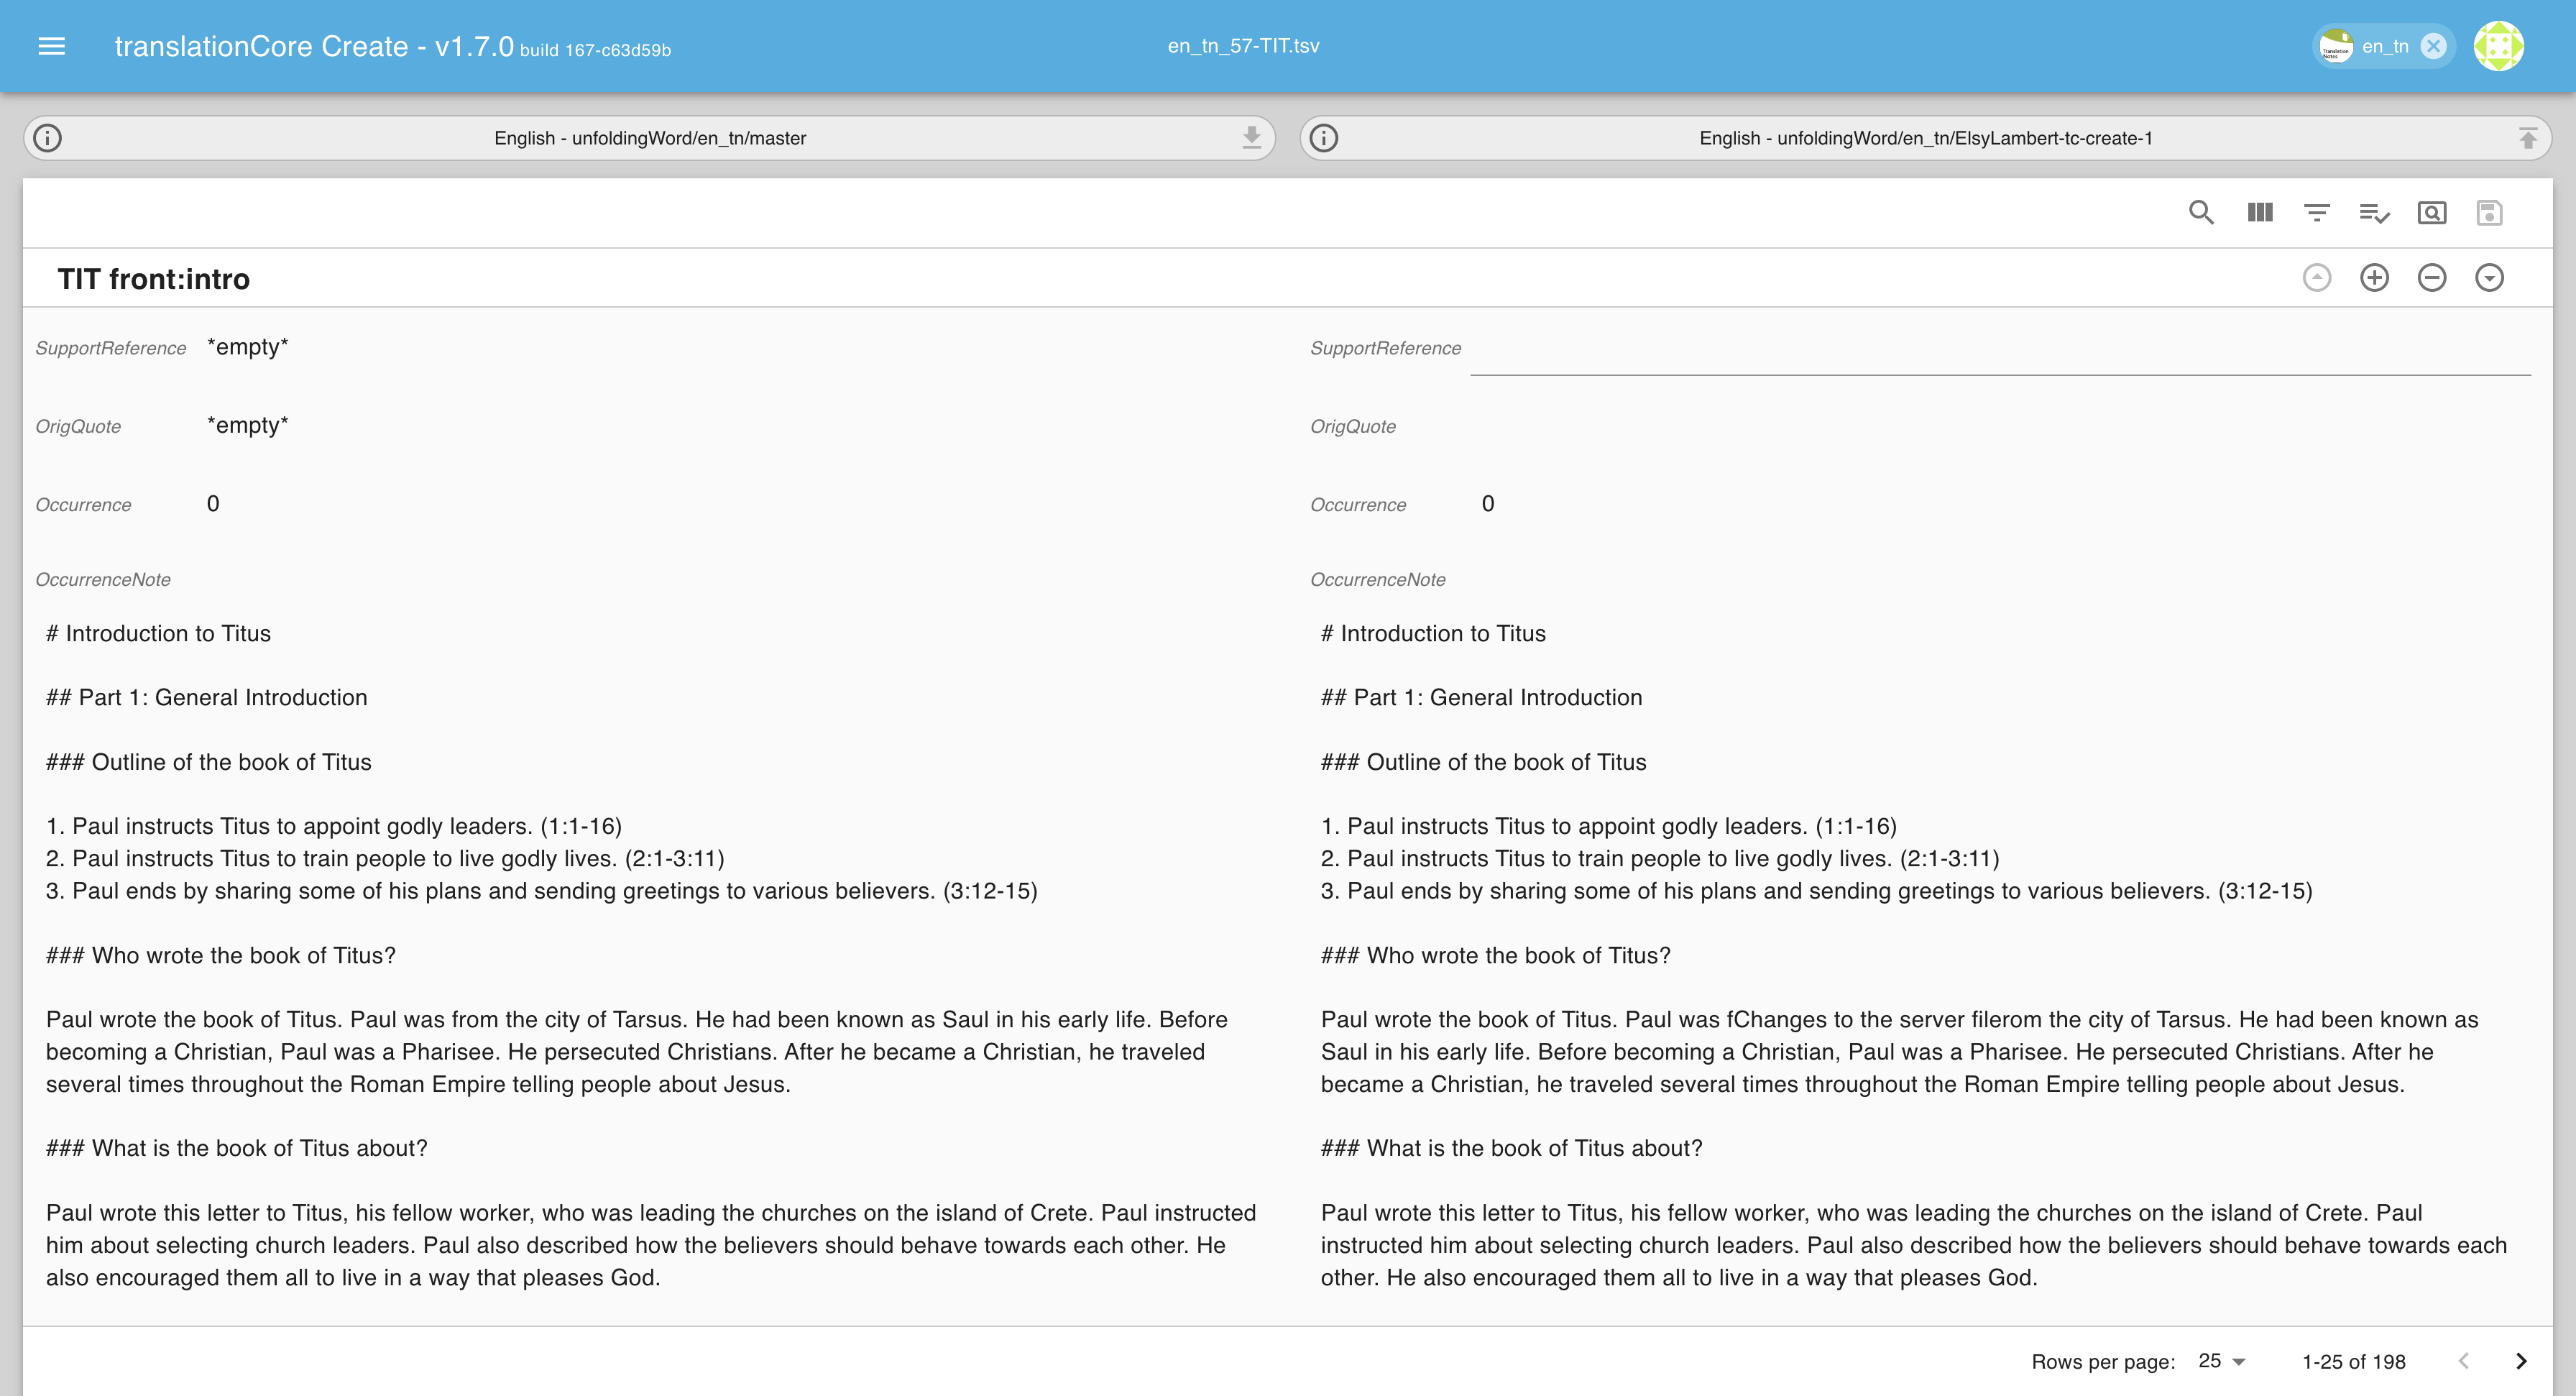 translationCore Create - v1.7.0 build 167-c63d59b
en_tn_57-TIT.tsv
Translation
Notes
en_tn
English - unfoldingWord/en_tn/master
English - unfoldingWord/en_tn/ElsyLambert-tc-create-1
TIT front:intro
SupportReference *empty*
OrigQuote *empty*
Occurrence 0
OccurrenceNote
# Introduction to Titus
## Part 1: General Introduction
### Outline of the book of Titus
1. Paul instructs Titus to appoint godly leaders. (1:1-16)
2. Paul instructs Titus to train people to live godly lives. (2:1-3:11)
3. Paul ends by sharing some of his plans and sending greetings to various believers. (3:12-15)
### Who wrote the book of Titus?
Paul wrote the book of Titus. Paul was from the city of Tarsus. He had been known as Saul in his early life. Before
becoming a Christian, Paul was a Pharisee. He persecuted Christians. After he became a Christian, he traveled
several times throughout the Roman Empire telling people about Jesus.
### What is the book of Titus about?
Paul wrote this letter to Titus, his fellow worker, who was leading the churches on the island of Crete. Paul instructed
him about selecting church leaders. Paul also described how the believers should behave towards each other. He
also encouraged them all to live in a way that pleases God.
SupportReference
OrigQuote
Occurrence 0
OccurrenceNote
# Introduction to Titus
## Part 1: General Introduction
### Outline of the book of Titus
1. Paul instructs Titus to appoint godly leaders. (1:1-16)
2. Paul instructs Titus to train people to live godly lives. (2:1-3:11)
3. Paul ends by sharing some of his plans and sending greetings to various believers. (3:12-15)
### Who wrote the book of Titus?
Paul wrote the book of Titus. Paul was fChanges to the server filerom the city of Tarsus. He had been known as
Saul in his early life. Before becoming a Christian, Paul was a Pharisee. He persecuted Christians. After he
became a Christian, he traveled several times throughout the Roman Empire telling people about Jesus.
### What is the book of Titus about?
Paul wrote this letter to Titus, his fellow worker, who was leading the churches on the island of Crete. Paul
instructed him about selecting church leaders. Paul also described how the believers should behave towards each
other. He also encouraged them all to live in a way that pleases God.
Rows per page: 25 1-25 of 198